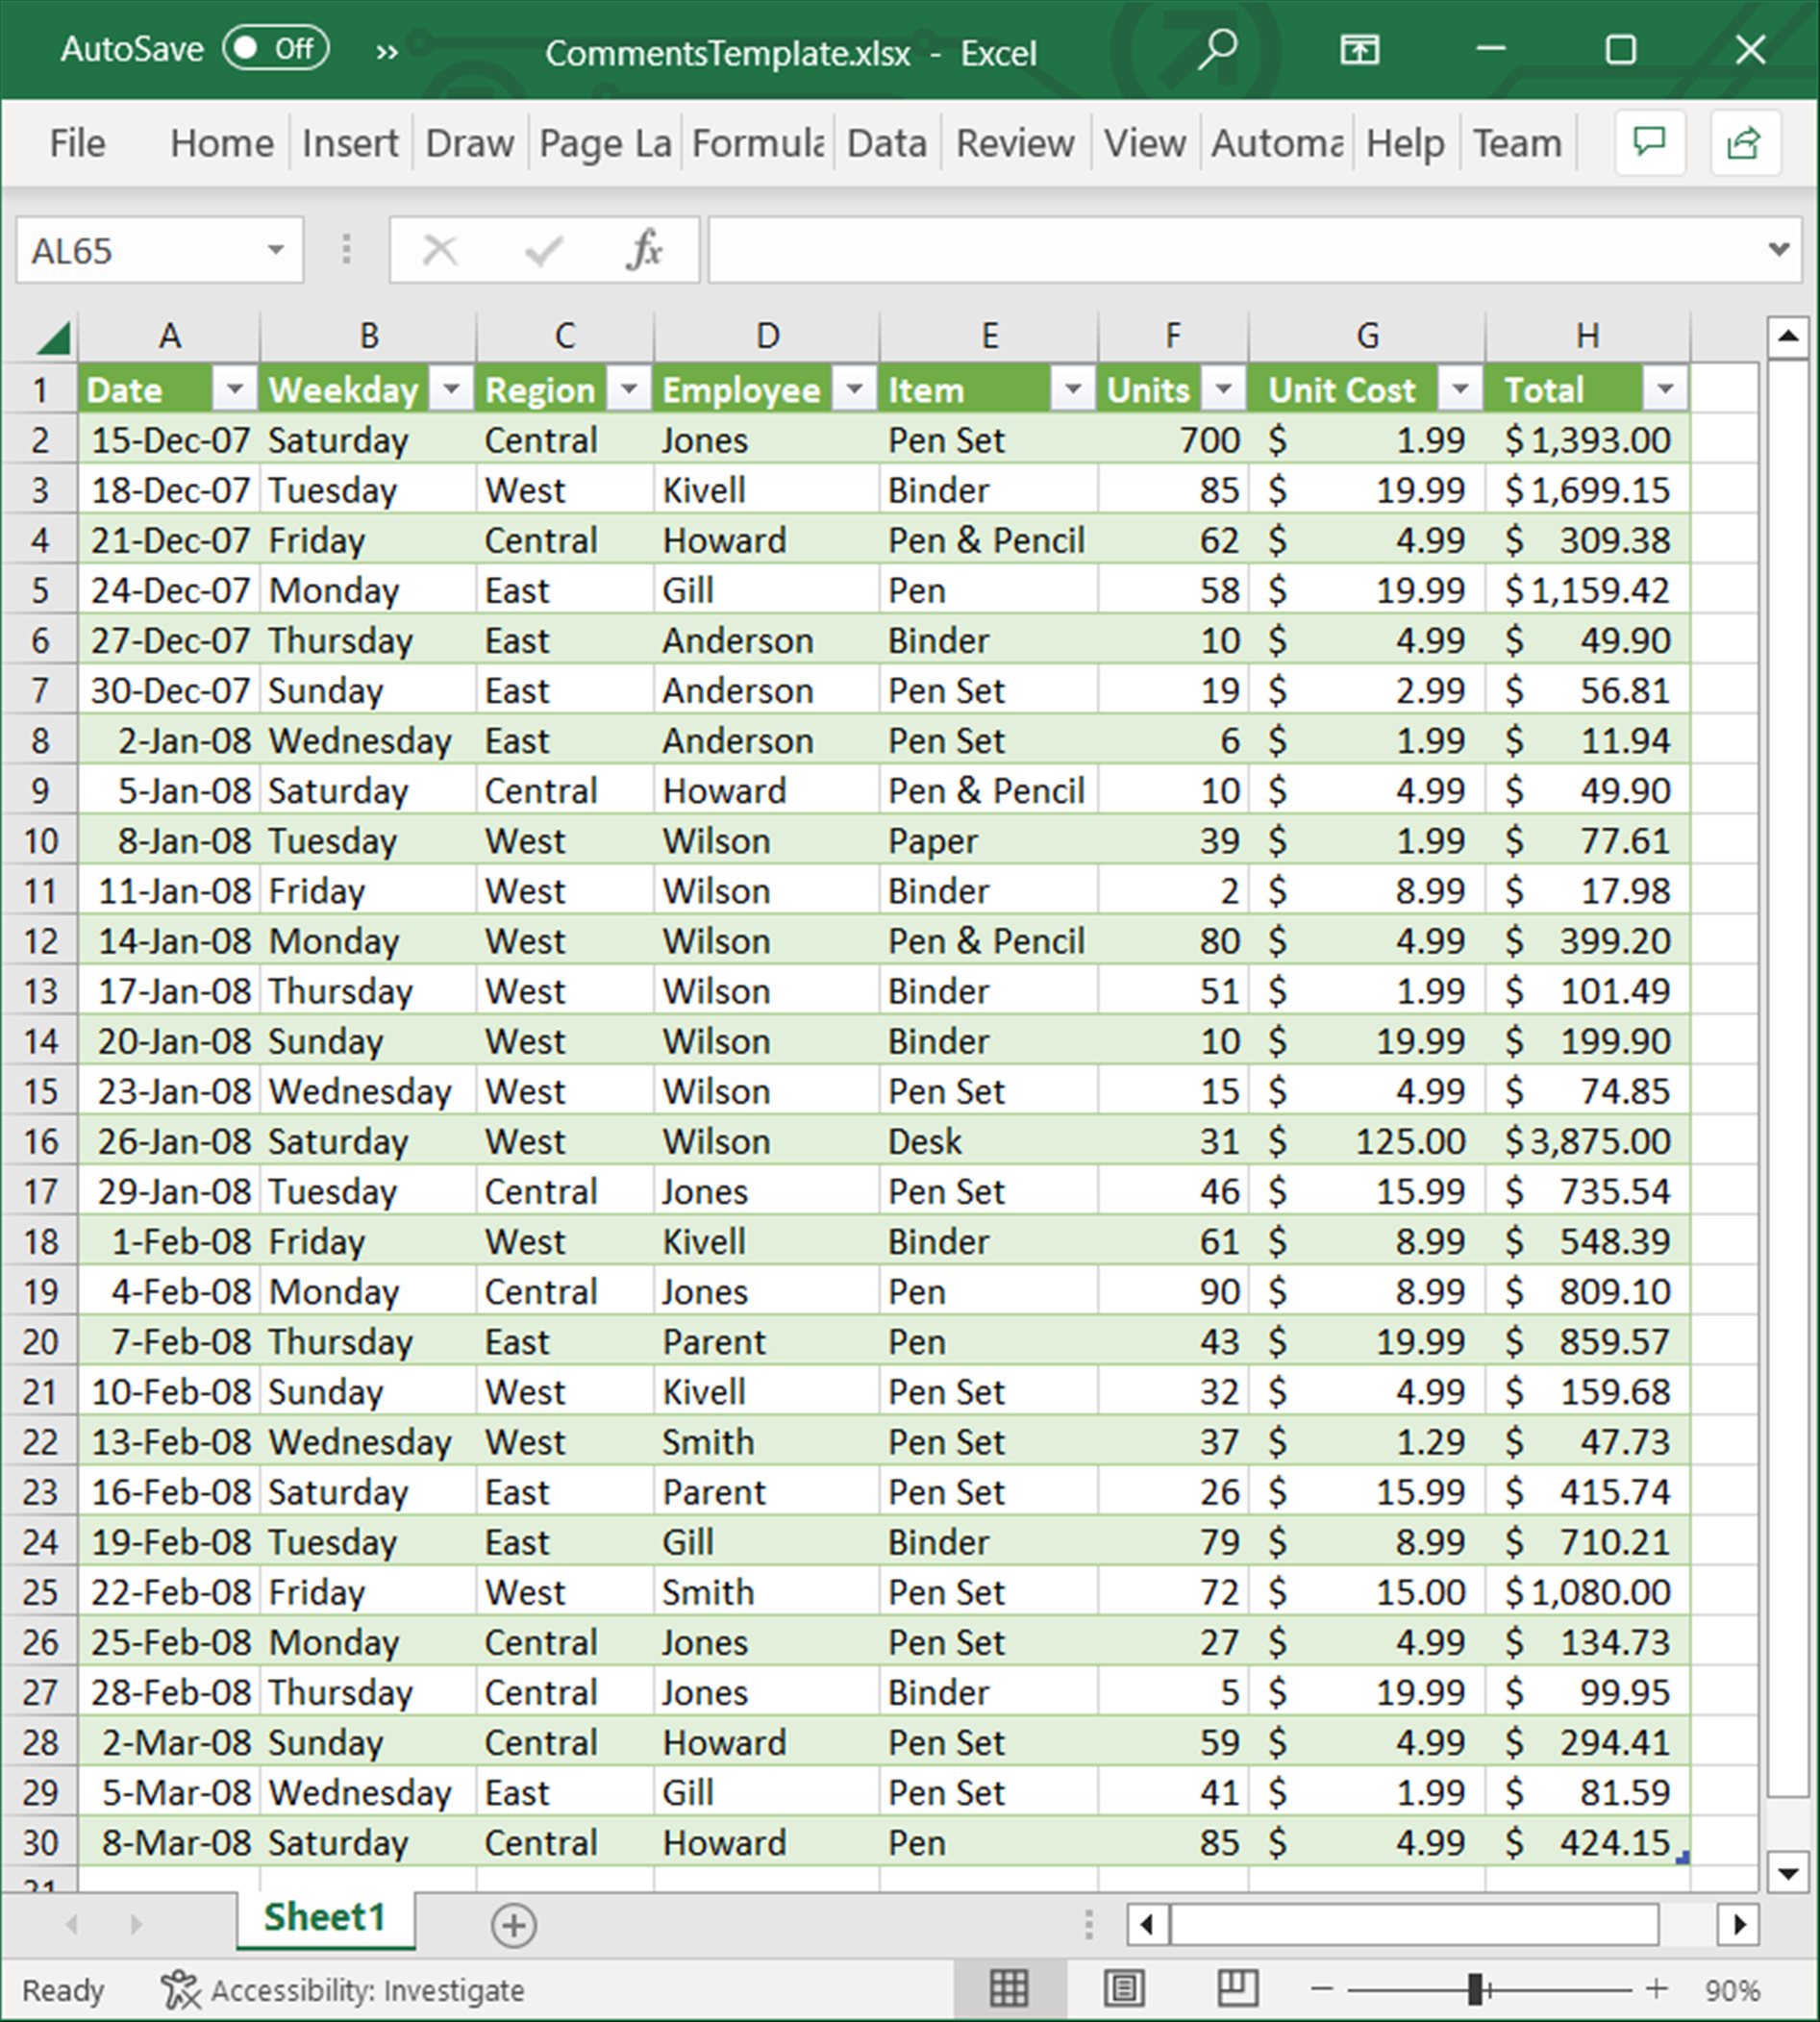 AutoSave Off » CommentsTemplate.xlsx - Excel
File Home Insert Draw Page La Formula Data Review View Automa Help Team
AL65 fx
A B C D E F G H
1 Date Weekday Region Employee Item Units Unit Cost Total
2 15-Dec-07 Saturday Central Jones Pen Set 700 $ 1.99 $1,393.00
3 18-Dec-07 Tuesday West Kivell Binder 85 $ 19.99 $1,699.15
4 21-Dec-07 Friday Central Howard Pen & Pencil 62 $ 4.99 $ 309.38
5 24-Dec-07 Monday East Gill Pen 58 $ 19.99 $1,159.42
6 27-Dec-07 Thursday East Anderson Binder 10 $ 4.99 $ 49.90
7 30-Dec-07 Sunday East Anderson Pen Set 19 $ 2.99 $ 56.81
8 2-Jan-08 Wednesday East Anderson Pen Set 6 $ 1.99 $ 11.94
9 5-Jan-08 Saturday Central Howard Pen & Pencil 10 $ 4.99 $ 49.90
10 8-Jan-08 Tuesday West Wilson Paper 39 $ 1.99 $ 77.61
11 11-Jan-08 Friday West Wilson Binder 2 $ 8.99 $ 17.98
12 14-Jan-08 Monday West Wilson Pen & Pencil 80 $ 4.99 $ 399.20
13 17-Jan-08 Thursday West Wilson Binder 51 $ 1.99 $ 101.49
14 20-Jan-08 Sunday West Wilson Binder 10 $ 19.99 $ 199.90
15 23-Jan-08 Wednesday West Wilson Pen Set 15 $ 4.99 $ 74.85
16 26-Jan-08 Saturday West Wilson Desk 31 $ 125.00 $3,875.00
17 29-Jan-08 Tuesday Central Jones Pen Set 46 $ 15.99 $ 735.54
18 1-Feb-08 Friday West Kivell Binder 61 $ 8.99 $ 548.39
19 4-Feb-08 Monday Central Jones Pen 90 $ 8.99 $ 809.10
20 7-Feb-08 Thursday East Parent Pen 43 $ 19.99 $ 859.57
21 10-Feb-08 Sunday West Kivell Pen Set 32 $ 4.99 $ 159.68
22 13-Feb-08 Wednesday West Smith Pen Set 37 $ 1.29 $ 47.73
23 16-Feb-08 Saturday East Parent Pen Set 26 $ 15.99 $ 415.74
24 19-Feb-08 Tuesday East Gill Binder 79 $ 8.99 $ 710.21
25 22-Feb-08 Friday West Smith Pen Set 72 $ 15.00 $1,080.00
26 25-Feb-08 Monday Central Jones Pen Set 27 $ 4.99 $ 134.73
27 28-Feb-08 Thursday Central Jones Binder 5 $ 19.99 $ 99.95
28 2-Mar-08 Sunday Central Howard Pen Set 59 $ 4.99 $ 294.41
29 5-Mar-08 Wednesday East Gill Pen Set 41 $ 1.99 $ 81.59
30 8-Mar-08 Saturday Central Howard Pen 85 $ 4.99 $ 424.15
31
Sheet1
Ready Accessibility: Investigate 90%